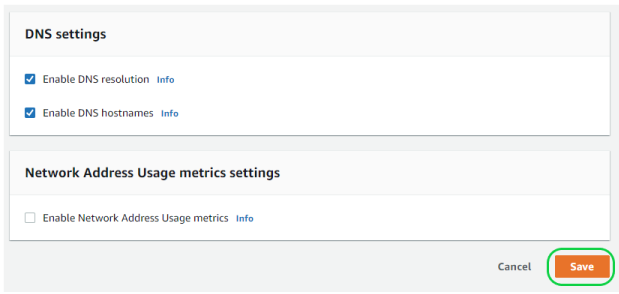 DNS settings
Enable DNS resolution Info
Enable DNS hostnames Info
Network Address Usage metrics settings
Enable Network Address Usage metrics Info
Cancel Save